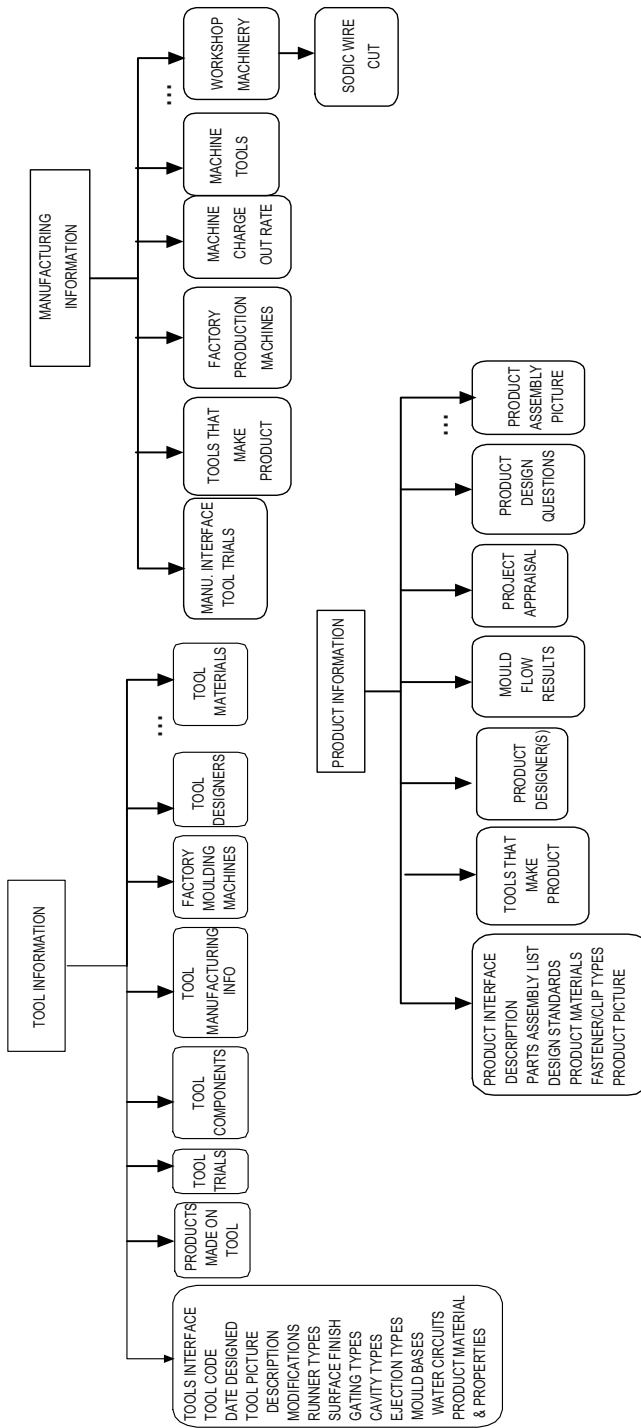 TOOL INFORMATION
TOOLS INTERFACE
TOOL CODE
DATE DESIGNED
TOOL PICTURE
DESCRIPTION
MODIFICATIONS
RUNNER TYPES
SURFACE FINISH
GATING TYPES
CAVITY TYPES
EJECTION TYPES
MOULD BASES
WATER CIRCUITS
PRODUCT MATERIAL
& PROPERTIES
PRODUCTS
MADE ON
TOOL
TOOL
TRIALS
TOOL
COMPONENTS
TOOL
MANUFACTURING
INFO
FACTORY
MOULDING
MACHINES
TOOL
DESIGNERS
...
TOOL
MATERIALS
MANUFACTURING
INFORMATION
MANU. INTERFACE
TOOL TRIALS
TOOLS THAT
MAKE
PRODUCT
FACTORY
PRODUCTION
MACHINES
MACHINE
CHARGE
OUT RATE
MACHINE
TOOLS
...
WORKSHOP
MACHINERY
SODIC WIRE
CUT
PRODUCT INFORMATION
PRODUCT INTERFACE
DESCRIPTION
PARTS ASSEMBLY LIST
DESIGN STANDARDS
PRODUCT MATERIALS
FASTENER/CLIP TYPES
PRODUCT PICTURE
TOOLS THAT
MAKE
PRODUCT
PRODUCT
DESIGNER(S)
MOULD
FLOW
RESULTS
PROJECT
APPRAISAL
PRODUCT
DESIGN
QUESTIONS
...
PRODUCT
ASSEMBLY
PICTURE